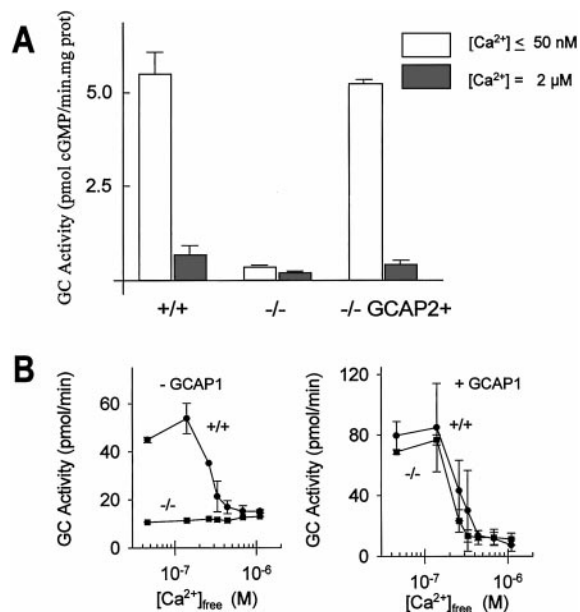 A
GC Activity (pmol cGMP/min.mg prot)
5.0
2.5
[Ca²⁺] ≤ 50 nM
[Ca²⁺] = 2 µM
+/+
-/-
-/- GCAP2+
B
GC Activity (pmol/min)
60
40
20
0
- GCAP1
+/+
-/-
10⁻⁷
10⁻⁶
[Ca²⁺]free (M)
GC Activity (pmol/min)
120
80
40
0
+ GCAP1
+/+
-/-
10⁻⁷
10⁻⁶
[Ca²⁺]free (M)